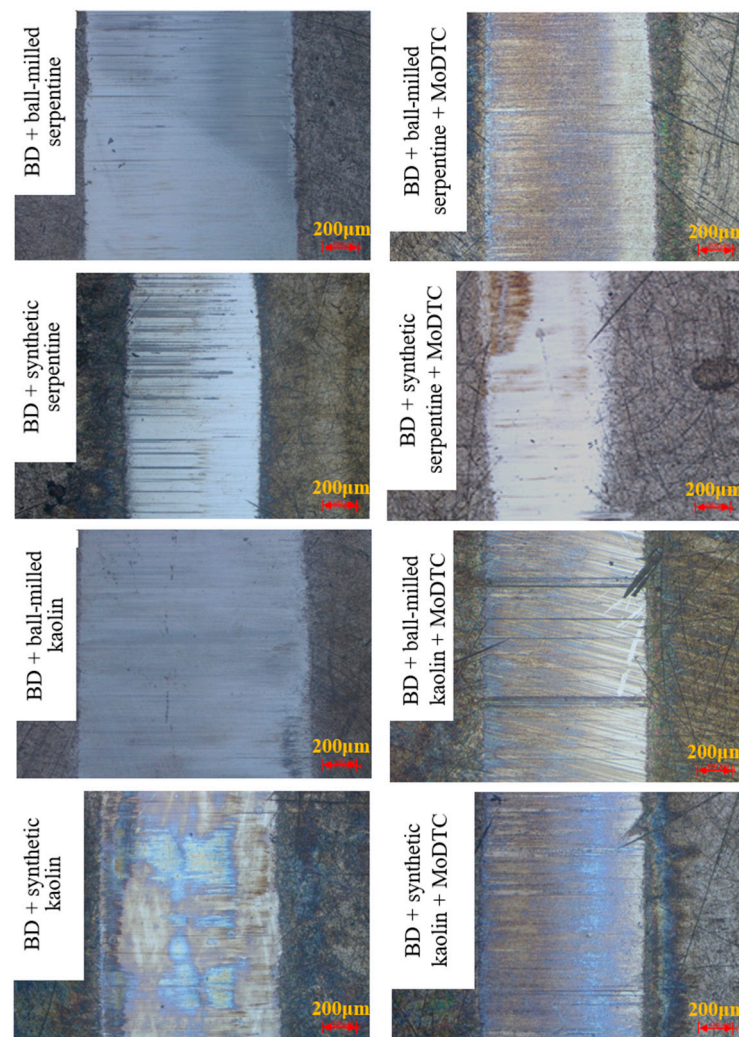 BD + ball-milled
serpentine
200μm
BD + ball-milled
serpentine + MoDTC
200μm
BD + synthetic
serpentine
200μm
BD + synthetic
serpentine + MoDTC
200μm
BD + ball-milled
kaolin
200μm
BD + ball-milled
kaolin + MoDTC
200μm
BD + synthetic
kaolin
200μm
BD + synthetic
kaolin + MoDTC
200μm